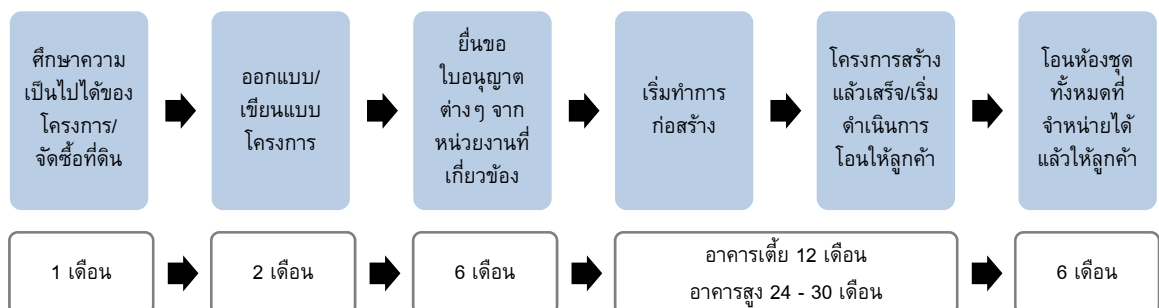 ศึกษาความ
เป็นไปได้ของ
โครงการ/
จัดซื้อที่ดิน
ออกแบบ/
เขียนแบบ
โครงการ
ยื่นขอ
ใบอนุญาต
ต่างๆ จาก
หน่วยงานที่
เกี่ยวข้อง
เริ่มทำการ
ก่อสร้าง
โครงการสร้าง
แล้วเสร็จ/เริ่ม
ดำเนินการ
โอนให้ลูกค้า
โอนห้องชุด
ทั้งหมดที่
จำหน่ายได้
แล้วให้ลูกค้า
1 เดือน
2 เดือน
6 เดือน
อาคารเตี้ย 12 เดือน
อาคารสูง 24 - 30 เดือน
6 เดือน